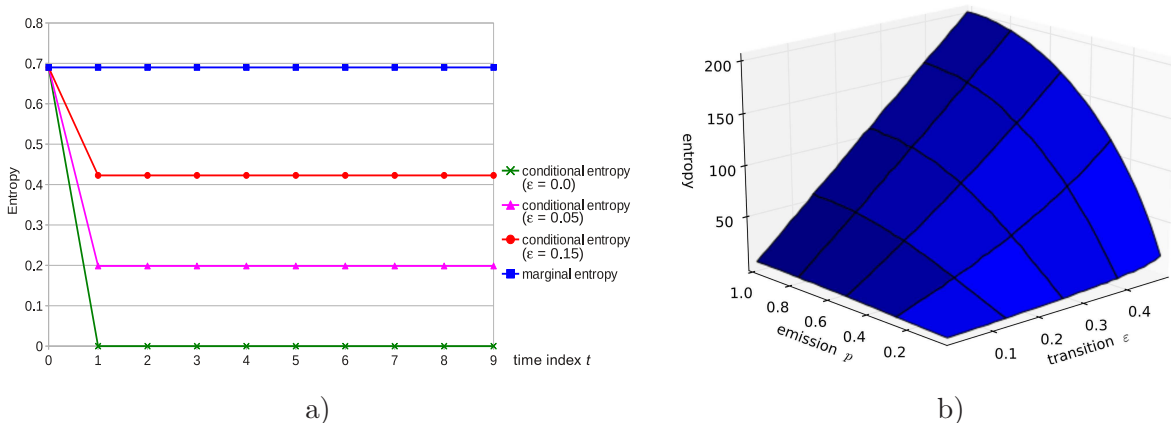 0.8
0.7
0.6
0.5
0.4
0.3
0.2
0.1
0
Entropy
0 1 2 3 4 5 6 7 8 9
time index t
conditional entropy
(ε = 0.0)
conditional entropy
(ε = 0.05)
conditional entropy
(ε = 0.15)
marginal entropy
a)
200
150
100
50
entropy
1.0 0.8 0.6 0.4 0.2
emission p
0.1 0.2 0.3 0.4
transition ε
b)